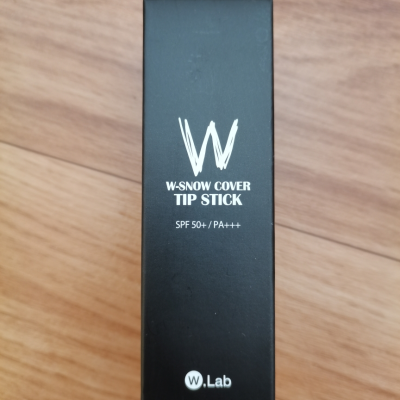 W
W-SNOW COVER
TIP STICK
SPF 50+ / PA+++
W.Lab